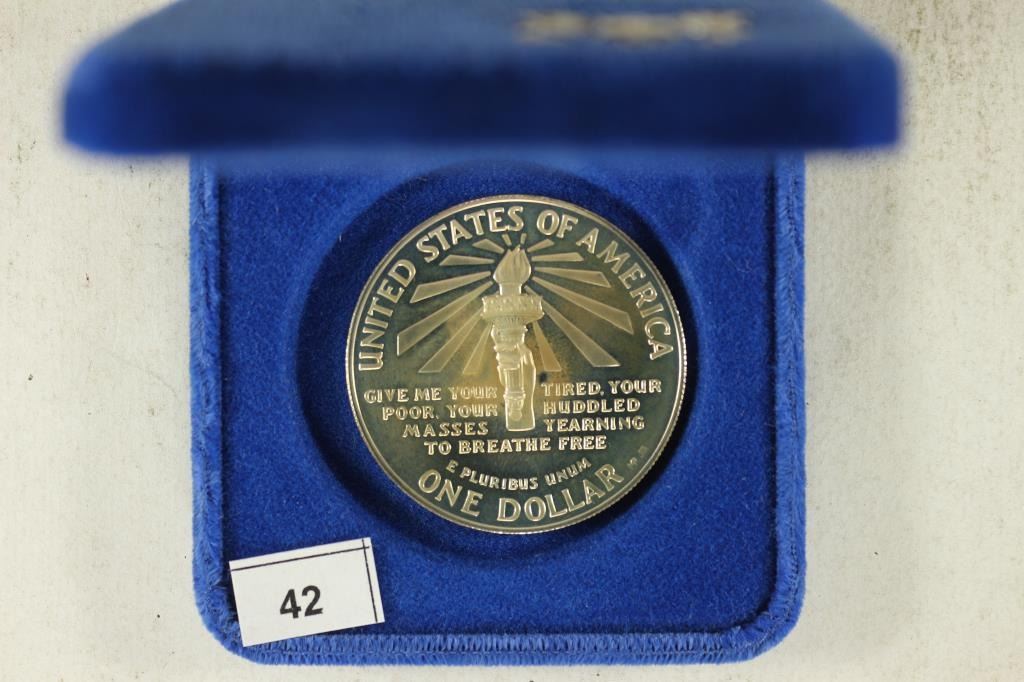 UNITED STATES OF AMERICA
GIVE ME YOUR TIRED, YOUR
POOR, YOUR HUDDLED
MASSES YEARNING
TO BREATHE FREE
E PLURIBUS UNUM
ONE DOLLAR
42